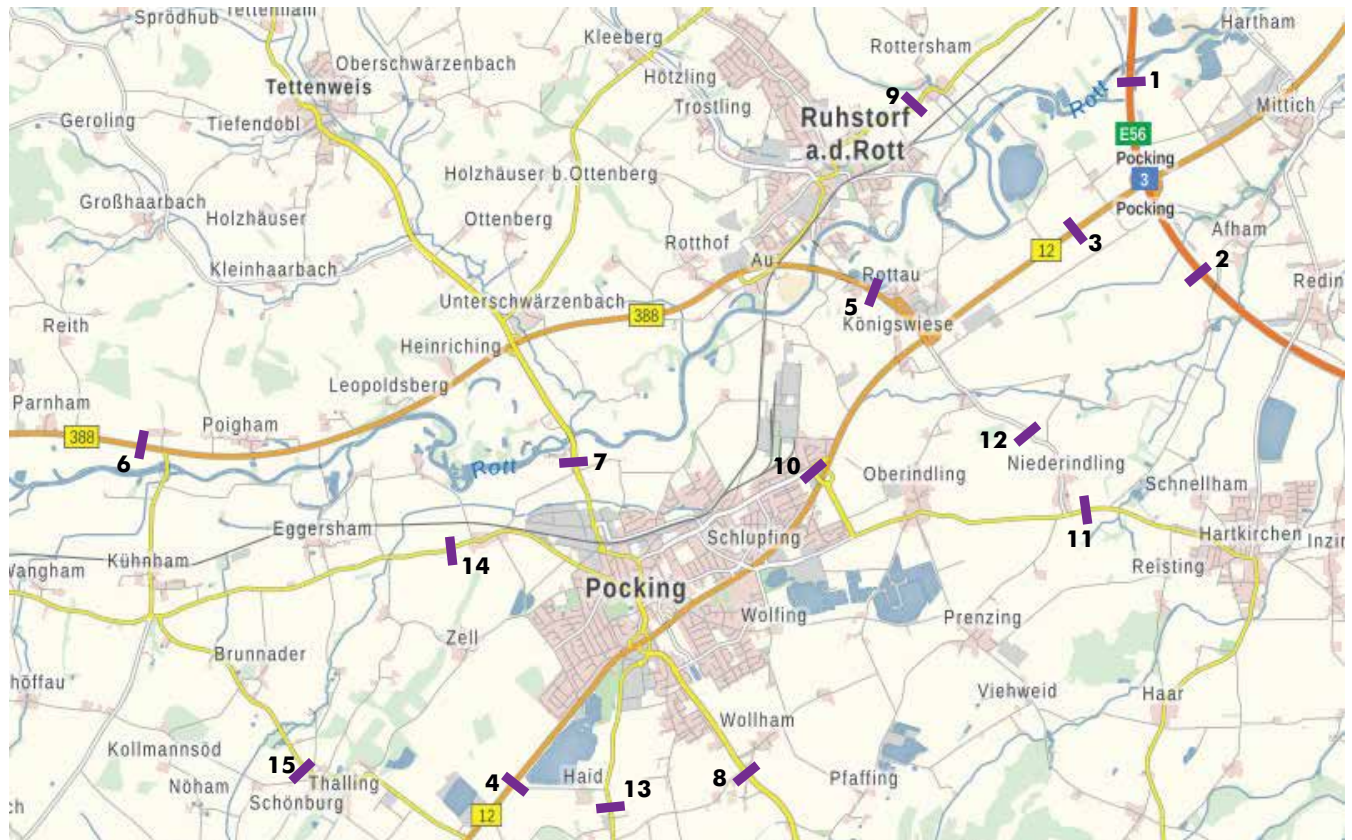 Sprödhub
Tettenham
Kleeberg
Rottersham
Hartham
Oberschwärzenbach
Hötzling
Tettenweis
Trostling
9
Rott
1
Mittich
Geroling
Tiefendobl
Ruhstorf
a.d.Rott
E56
Pocking
3
Pocking
Holzhäuser b.Ottenberg
Großhaarbach
Holzhäuser
Ottenberg
Rotthof
12
3
Afham
Kleinhaarbach
Au
Rottau
2
Redin
Unterschwärzenbach
5
388
Reith
Königswiese
Heinriching
Leopoldsberg
Parnham
Poigham
388
6
Rott
7
10
12
Oberindling
Niederindling
Schnellham
Eggersham
Schlupfing
11
Hartkirchen
Inzin
Kühnham
Wangham
14
Reisting
Pocking
Wolfing
Prenzing
Zell
Brunnader
höffau
Viehweid
Haar
Wollham
Kollmannsöd
15
Nöham
Thalling
Schönburg
4
Haid
13
8
Pfaffing
12
ch